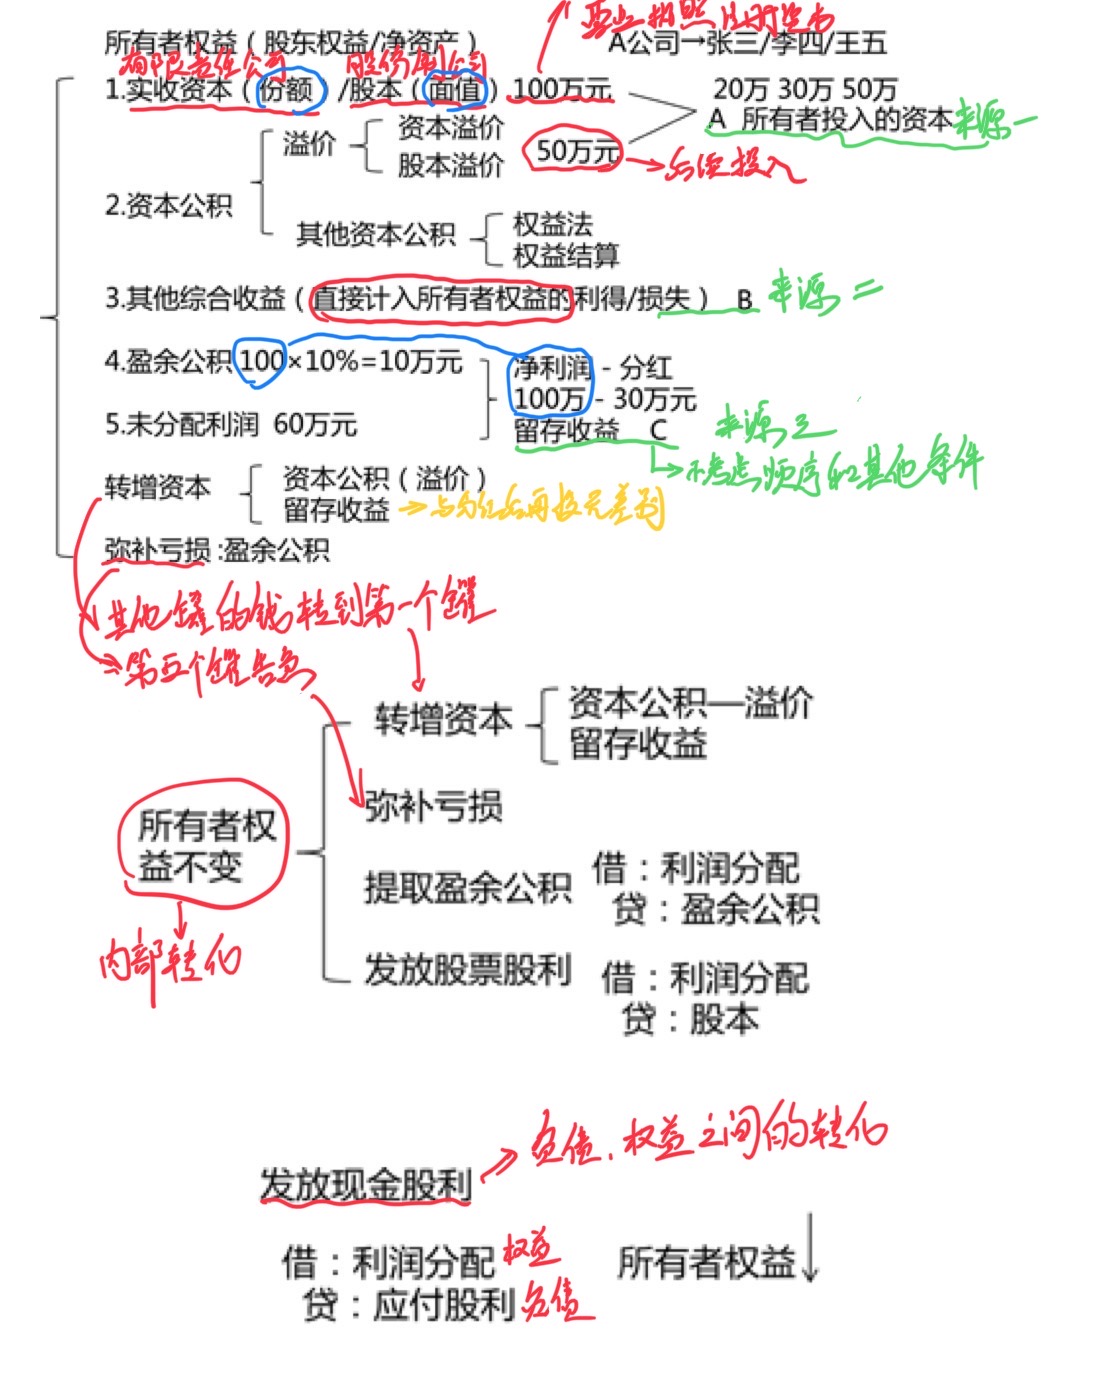 营业执照注册资本
所有者权益（股东权益/净资产） A公司→张三/李四/王五
有限责任公司 股份制公司
1.实收资本（份额）/股本（面值）100万元 20万 30万 50万
A 所有者投入的资本 来源一
溢价 资本溢价
股本溢价 50万元 →后续投入
2.资本公积
其他资本公积 权益法
权益结算
3.其他综合收益（直接计入所有者权益的利得/损失） B 来源二
4.盈余公积 100×10%=10万元 净利润 - 分红
100万 - 30万元
5.未分配利润 60万元 留存收益 C 来源三
→不考虑顺序和其他条件
转增资本 资本公积（溢价）
留存收益 →与分红后再投无差别
弥补亏损:盈余公积
其他罐的钱转到第一个罐
第五个罐告急
转增资本 资本公积—溢价
留存收益
弥补亏损
所有者权
益不变
提取盈余公积 借：利润分配
贷：盈余公积
内部转化
发放股票股利 借：利润分配
贷：股本
负债、权益之间的转化
发放现金股利
借：利润分配 权益 所有者权益↓
贷：应付股利 负债